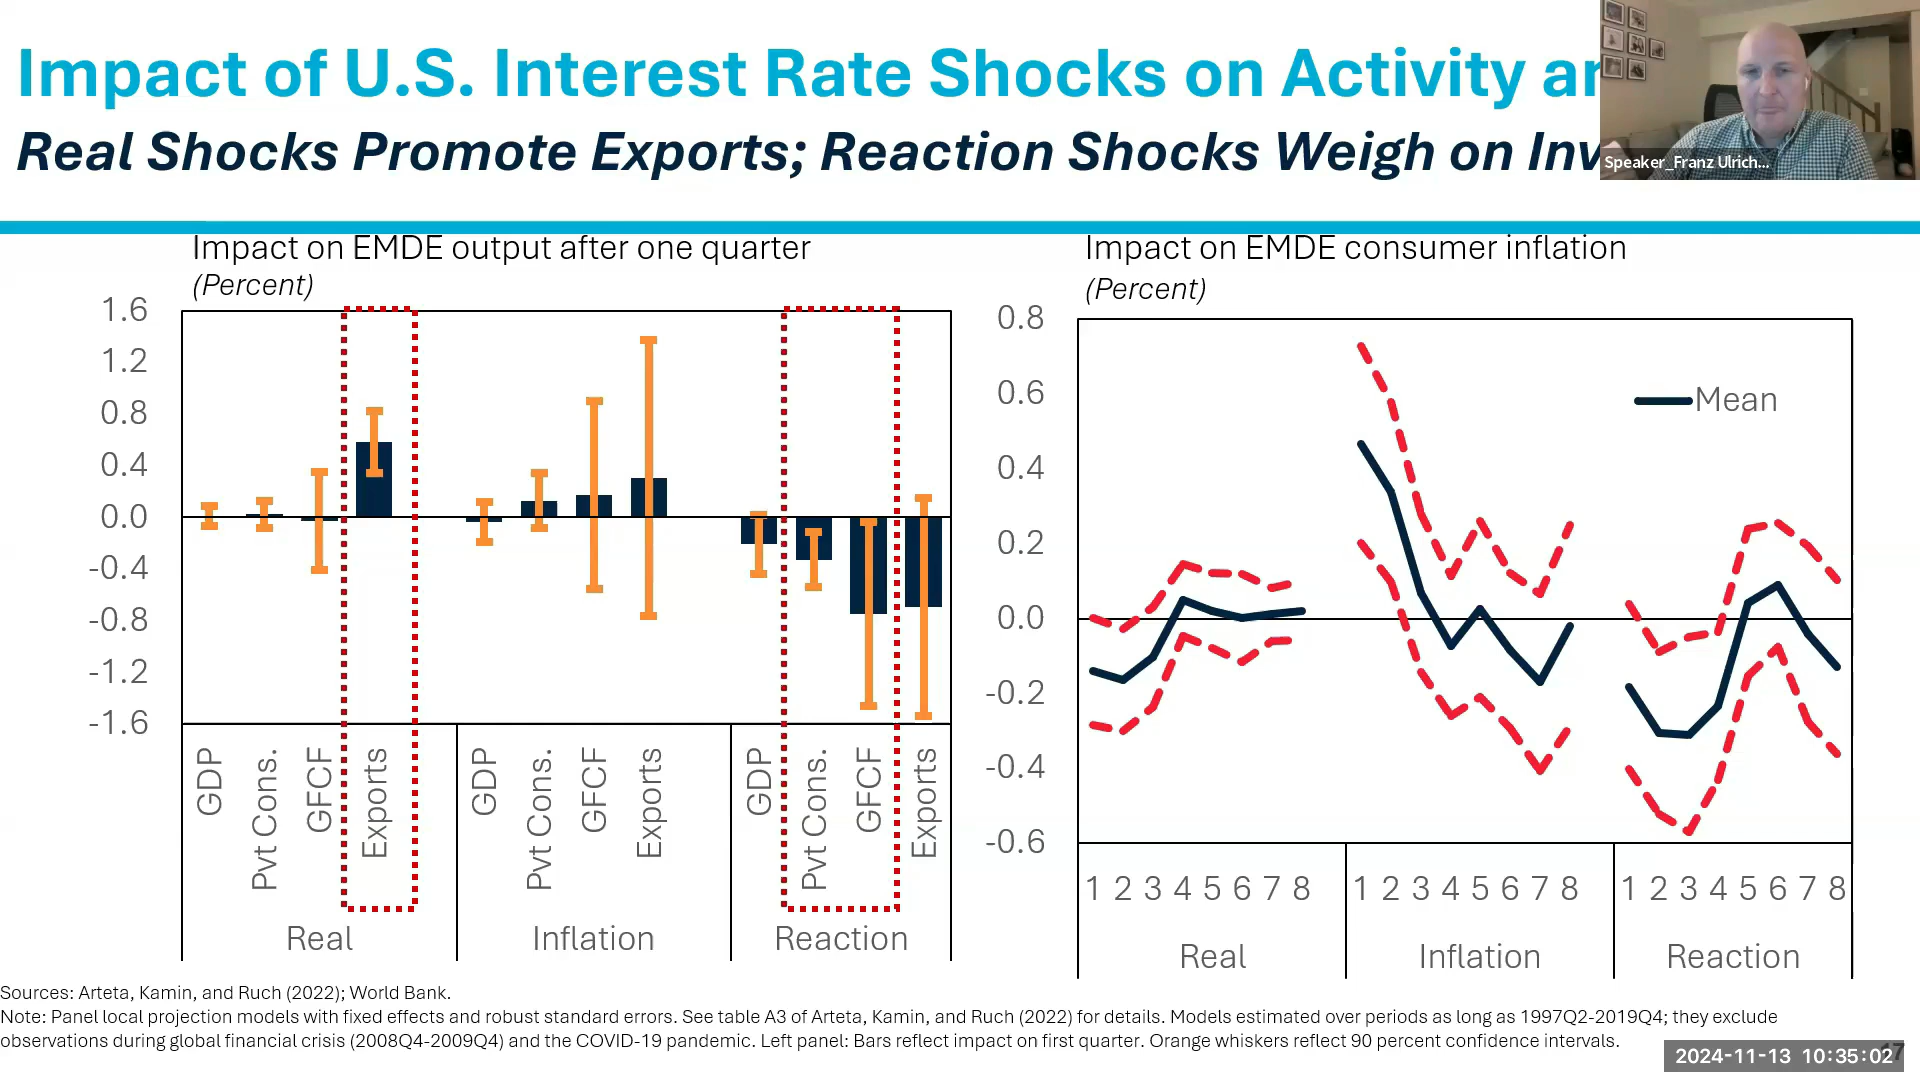 Impact of U.S. Interest Rate Shocks on Activity
Real Shocks Promote Exports; Reaction Shocks Weigh on
Speaker_Franz Ulrich...
Impact on EMDE output after one quarter
(Percent)
1.6
1.2
0.8
0.4
0.0
-0.4
-0.8
-1.2
-1.6
GDP
Pvt Cons.
GFCF
Exports
GDP
Pvt Cons.
GFCF
Exports
GDP
Pvt Cons.
GFCF
Exports
Real
Inflation
Reaction
Impact on EMDE consumer inflation
(Percent)
0.8
0.6
0.4
0.2
0.0
-0.2
-0.4
-0.6
Mean
1 2 3 4 5 6 7 8
1 2 3 4 5 6 7 8
1 2 3 4 5 6 7 8
Real
Inflation
Reaction
Sources: Arteta, Kamin, and Ruch (2022); World Bank.
Note: Panel local projection models with fixed effects and robust standard errors. See table A3 of Arteta, Kamin, and Ruch (2022) for details. Models estimated over periods as long as 1997Q2-2019Q4; they exclude
observations during global financial crisis (2008Q4-2009Q4) and the COVID-19 pandemic. Left panel: Bars reflect impact on first quarter. Orange whiskers reflect 90 percent confidence intervals.
2024-11-13 10:35:02